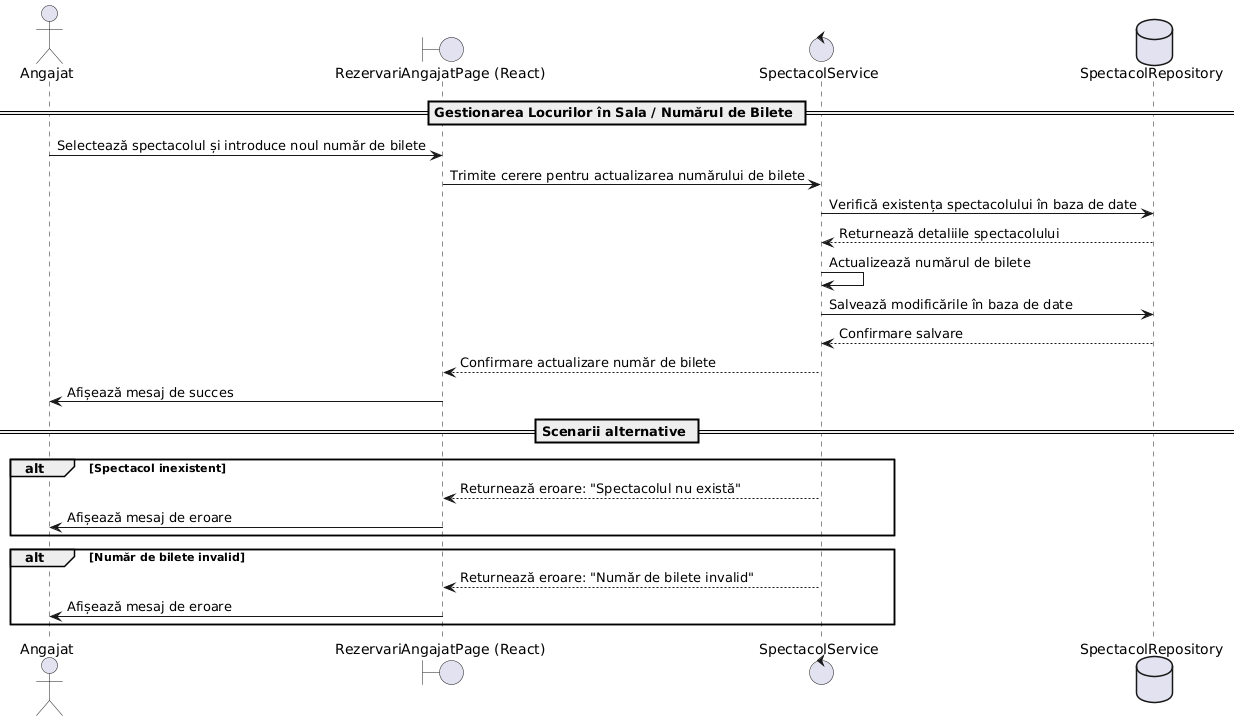 Angajat
RezervariAngajatPage (React)
SpectacolService
SpectacolRepository
Gestionarea Locurilor în Sala / Numărul de Bilete
Selectează spectacolul și introduce noul număr de bilete
Trimite cerere pentru actualizarea numărului de bilete
Verifică existența spectacolului în baza de date
Returnează detaliile spectacolului
Actualizează numărul de bilete
Salvează modificările în baza de date
Confirmare salvare
Confirmare actualizare număr de bilete
Afișează mesaj de succes
Scenarii alternative
alt [Spectacol inexistent]
Returnează eroare: "Spectacolul nu există"
Afișează mesaj de eroare
alt [Număr de bilete invalid]
Returnează eroare: "Număr de bilete invalid"
Afișează mesaj de eroare
Angajat
RezervariAngajatPage (React)
SpectacolService
SpectacolRepository